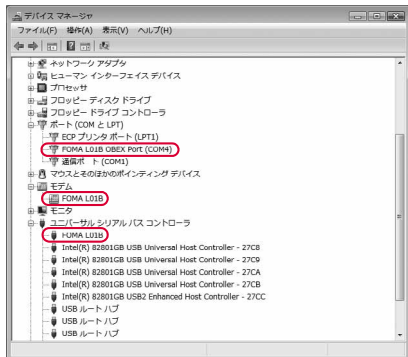 デバイス マネージャ
ファイル(F) 操作(A) 表示(V) ヘルプ(H)
ネットワーク アダプタ
ヒューマン インターフェイス デバイス
プロセッサ
フロッピー ディスク ドライブ
フロッピー ドライブ コントローラ
ポート (COM と LPT)
ECP プリンタ ポート (LPT1)
FOMA L01B OBEX Port (COM4)
通信ポート (COM1)
マウスとそのほかのポインティング デバイス
モデム
FOMA L01B
モニタ
ユニバーサル シリアル バス コントローラ
FOMA L01B
Intel(R) 82801GB USB Universal Host Controller - 27C8
Intel(R) 82801GB USB Universal Host Controller - 27C9
Intel(R) 82801GB USB Universal Host Controller - 27CA
Intel(R) 82801GB USB Universal Host Controller - 27CB
Intel(R) 82801GB USB2 Enhanced Host Controller - 27CC
USB ルート ハブ
USB ルート ハブ
USB ルート ハブ